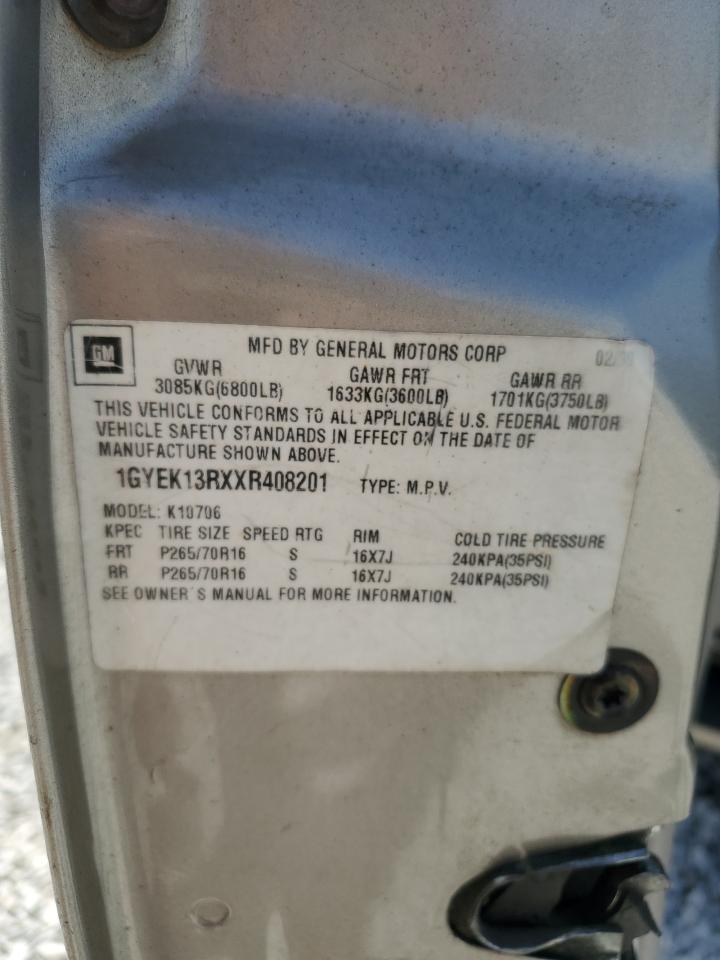 GM
MFD BY GENERAL MOTORS CORP
GVWR GAWR FRT GAWR RR
3085KG(6800LB) 1633KG(3600LB) 1701KG(3750LB)
THIS VEHICLE CONFORMS TO ALL APPLICABLE U.S. FEDERAL MOTOR
VEHICLE SAFETY STANDARDS IN EFFECT ON THE DATE OF
MANUFACTURE SHOWN ABOVE.
1GYEK13RXXR408201 TYPE: M.P.V.
MODEL: K10706
KPEC TIRE SIZE SPEED RTG RIM COLD TIRE PRESSURE
FRT P265/70R16 S 16X7J 240KPA(35PSI)
RR P265/70R16 S 16X7J 240KPA(35PSI)
SEE OWNER'S MANUAL FOR MORE INFORMATION.